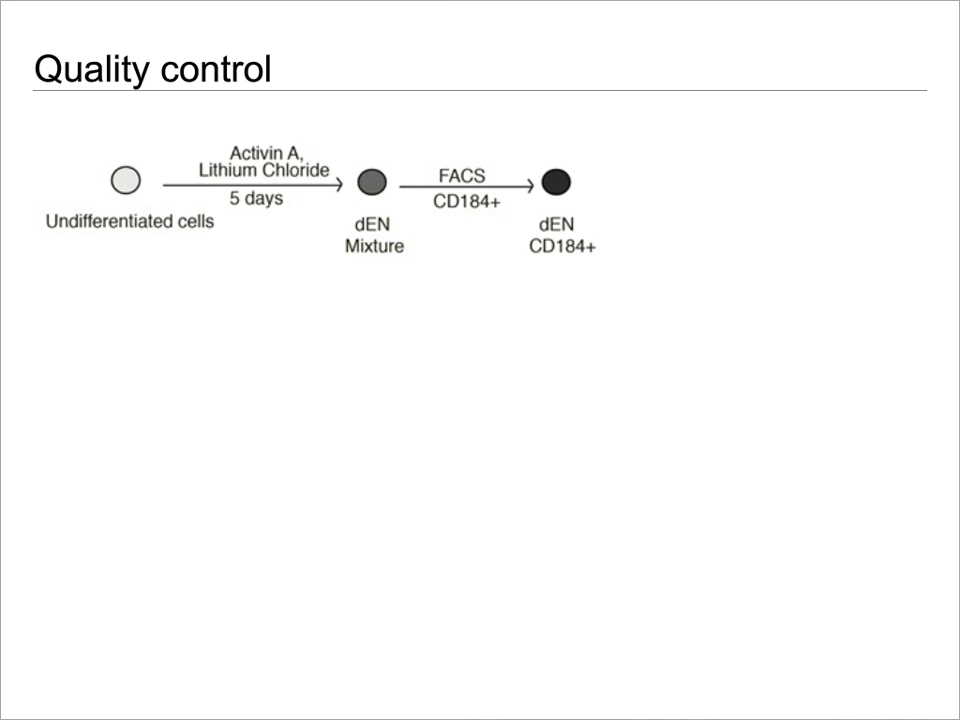 Quality control
Activin A,
Lithium Chloride
5 days
FACS
CD184+
Undifferentiated cells
dEN
Mixture
dEN
CD184+